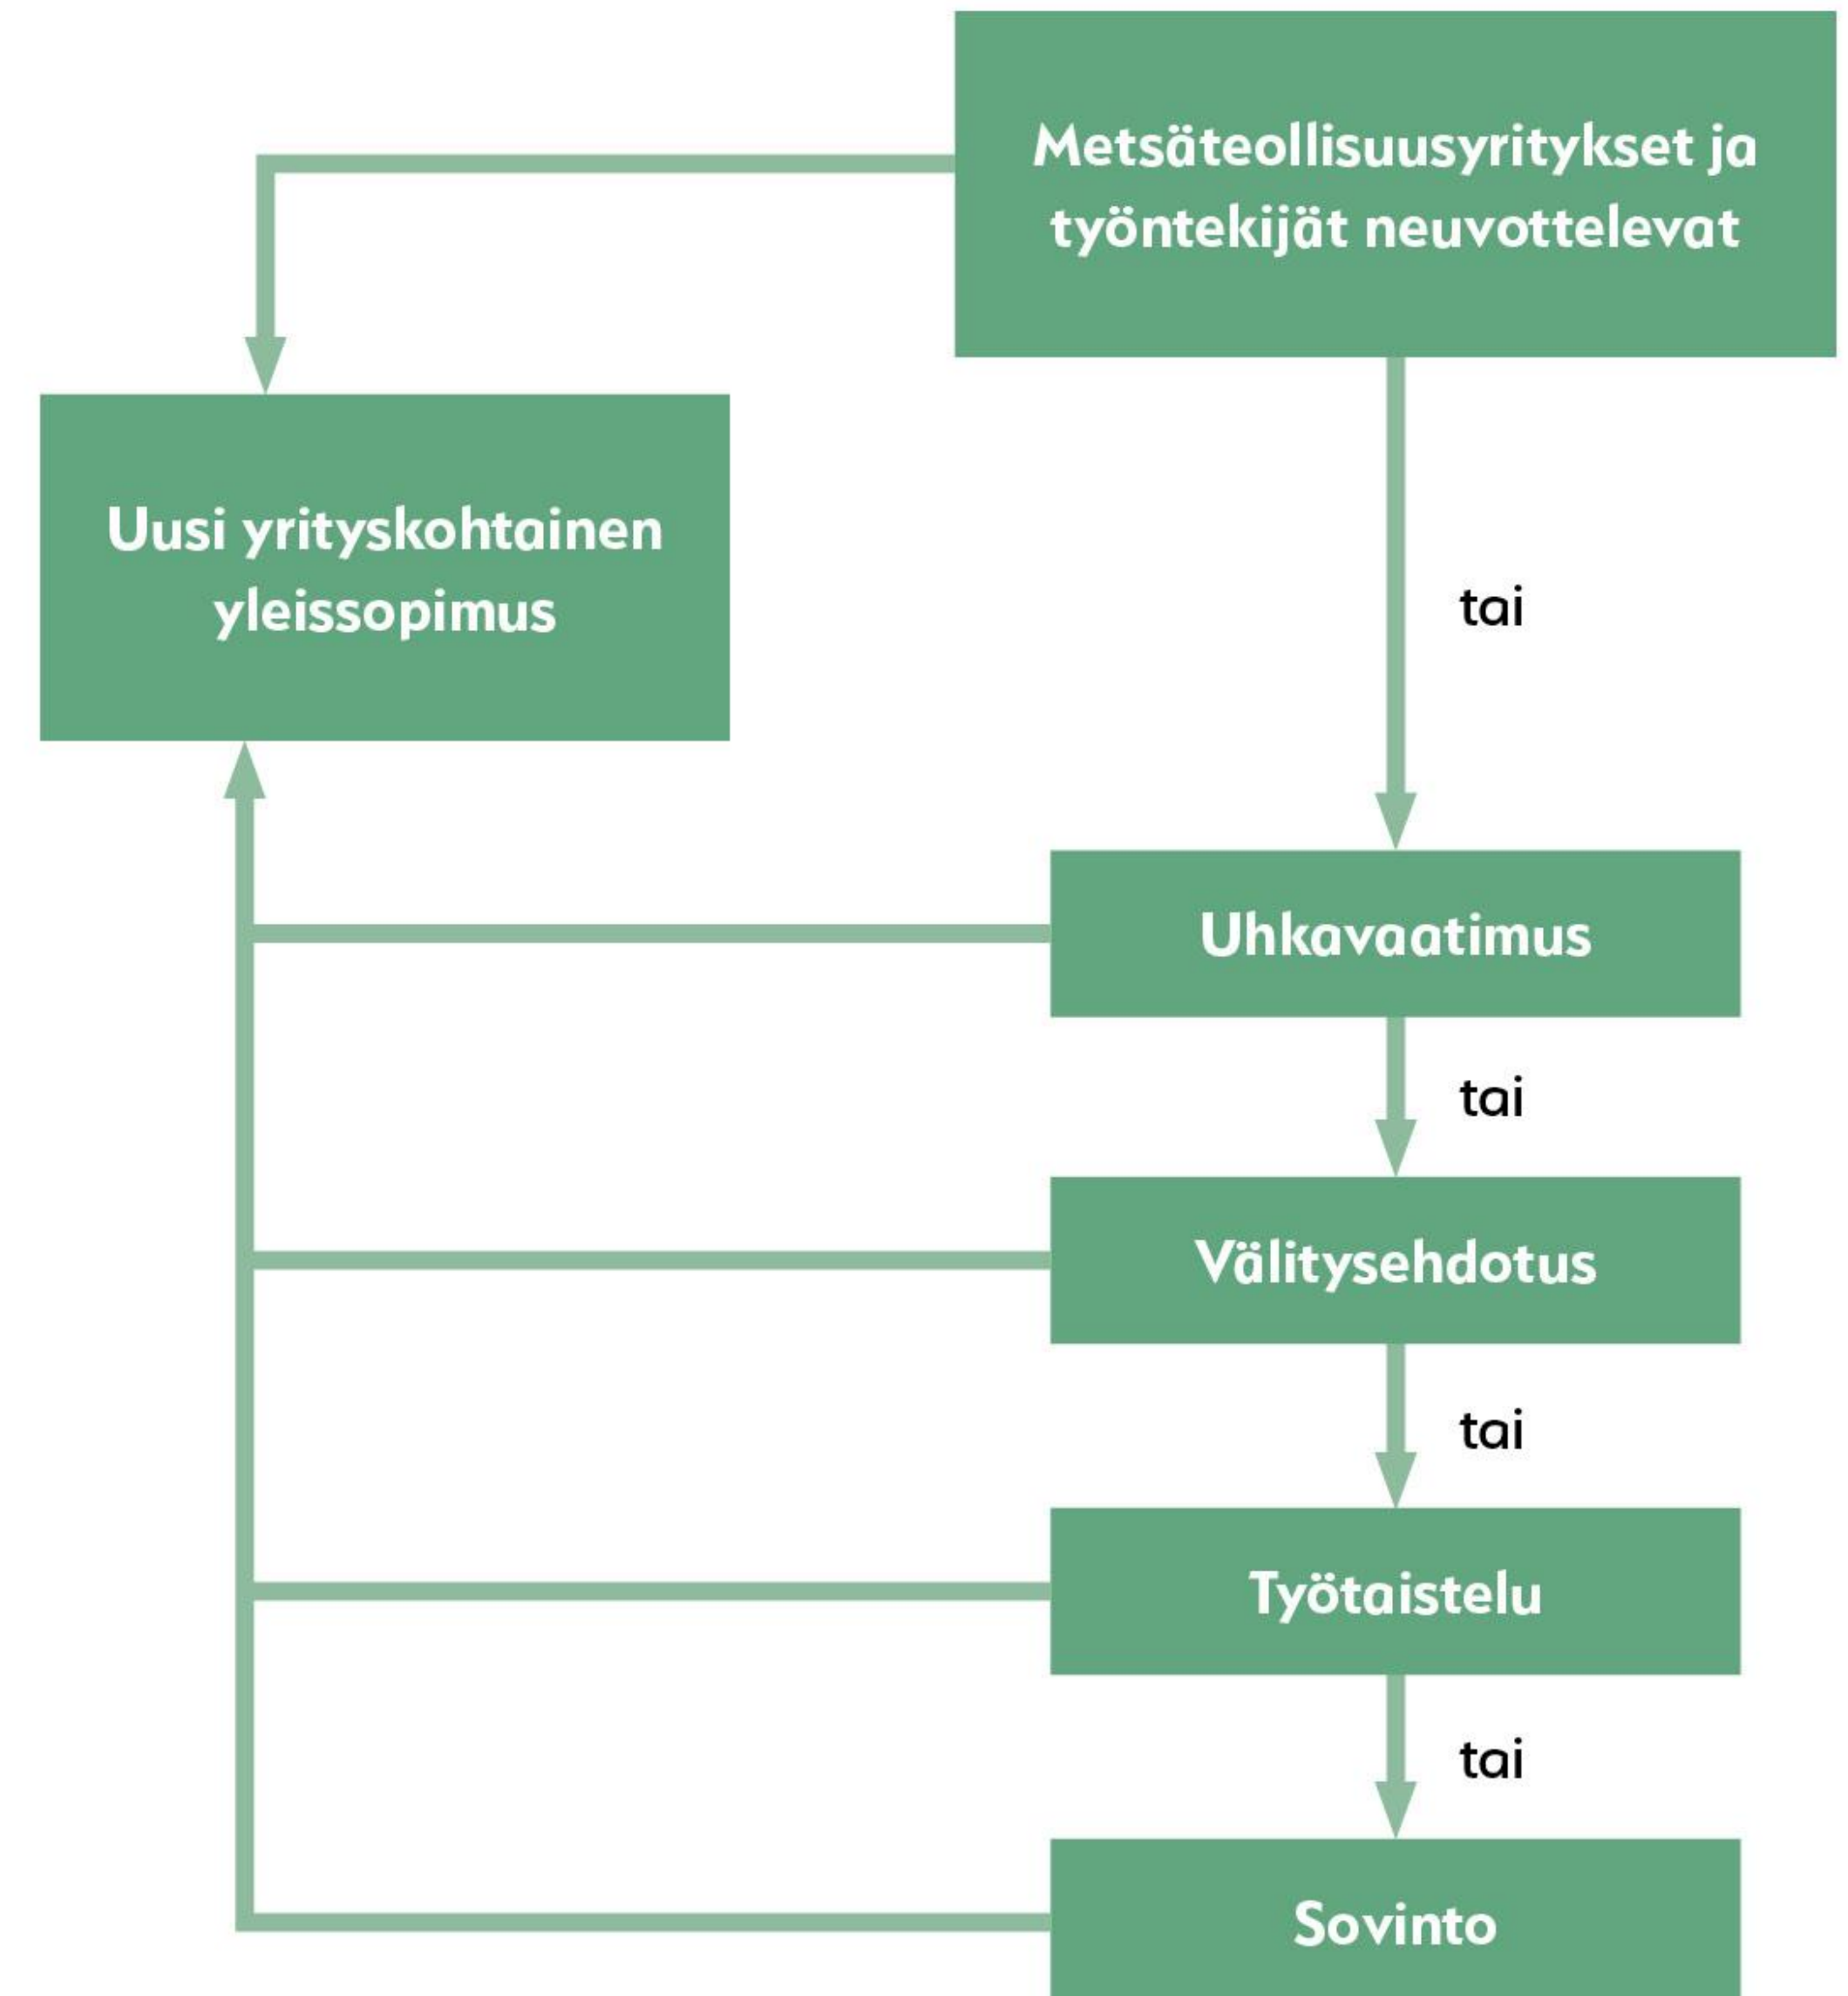 Metsäteollisuusyritykset ja
työntekijät neuvottelevat
Uusi yrityskohtainen
yleissopimus
tai
Uhkavaatimus
tai
Välitysehdotus
tai
Työtaistelu
tai
Sovinto